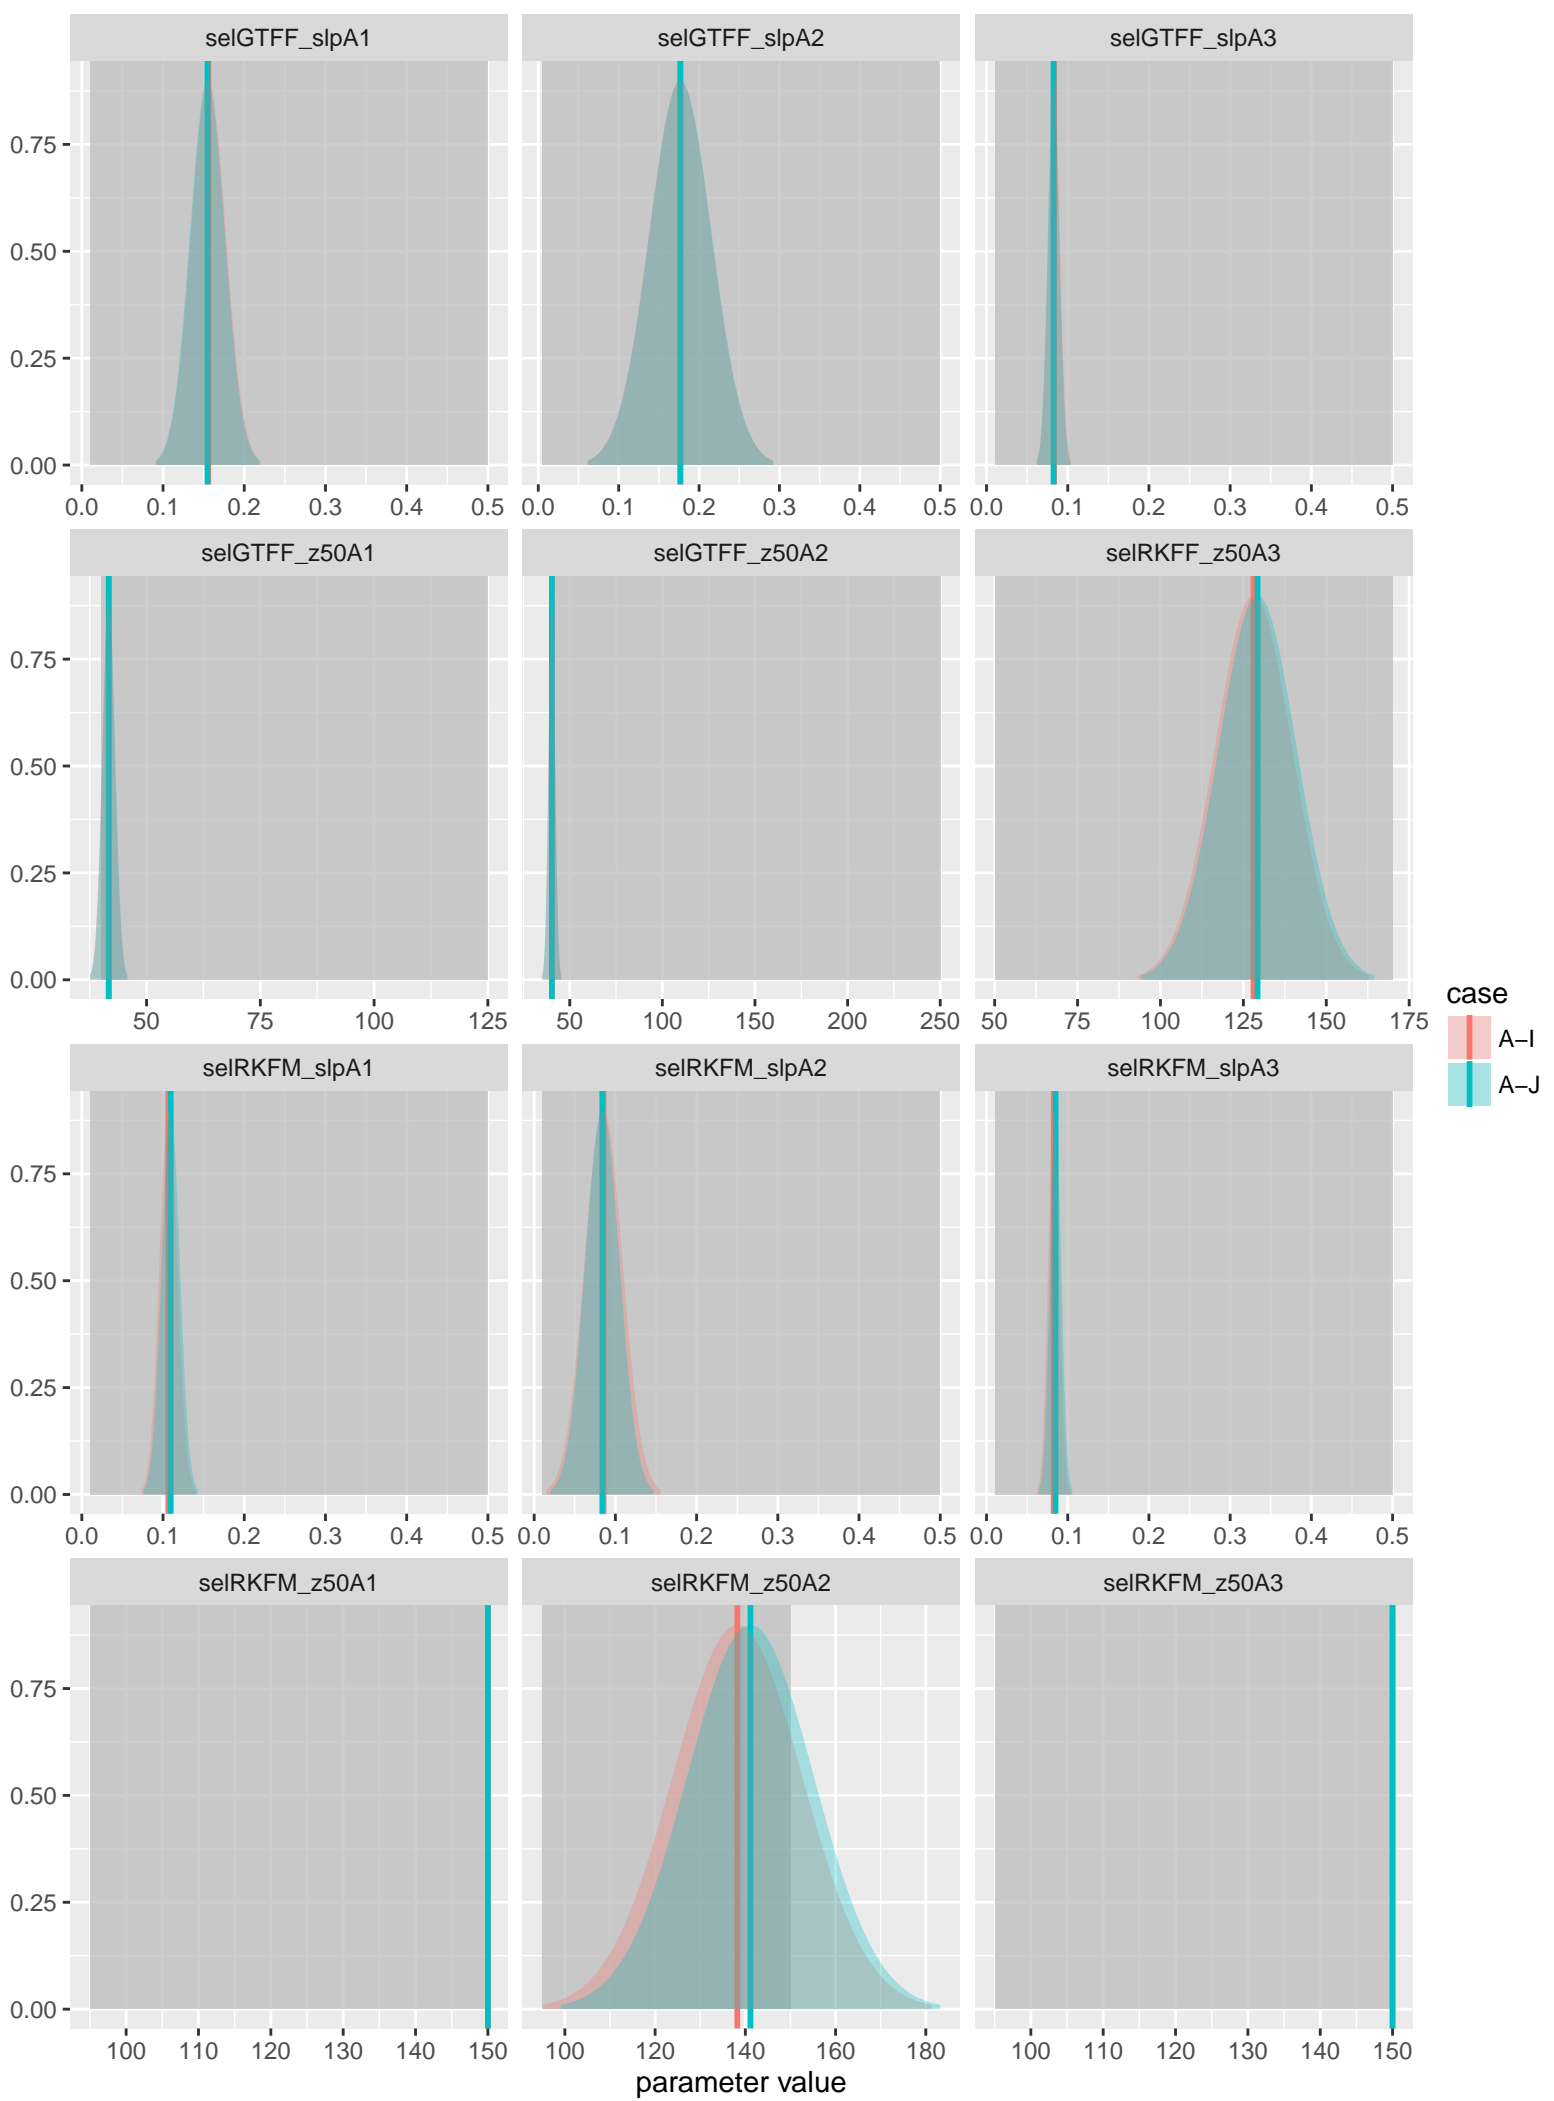 selGTFF_slpA1 selGTFF_slpA2 selGTFF_slpA3
0.75
0.50
0.25
0.00
0.0 0.1 0.2 0.3 0.4 0.5 0.0 0.1 0.2 0.3 0.4 0.5 0.0 0.1 0.2 0.3 0.4 0.5
selGTFF_z50A1 selGTFF_z50A2 selRKFF_z50A3
0.75
0.50
0.25
0.00
50 75 100 125 50 100 150 200 250 50 75 100 125 150 175
case
A−I
A−J
selRKFM_slpA1 selRKFM_slpA2 selRKFM_slpA3
0.75
0.50
0.25
0.00
0.0 0.1 0.2 0.3 0.4 0.5 0.0 0.1 0.2 0.3 0.4 0.5 0.0 0.1 0.2 0.3 0.4 0.5
selRKFM_z50A1 selRKFM_z50A2 selRKFM_z50A3
0.75
0.50
0.25
0.00
100 110 120 130 140 150 100 120 140 160 180 100 110 120 130 140 150
parameter value